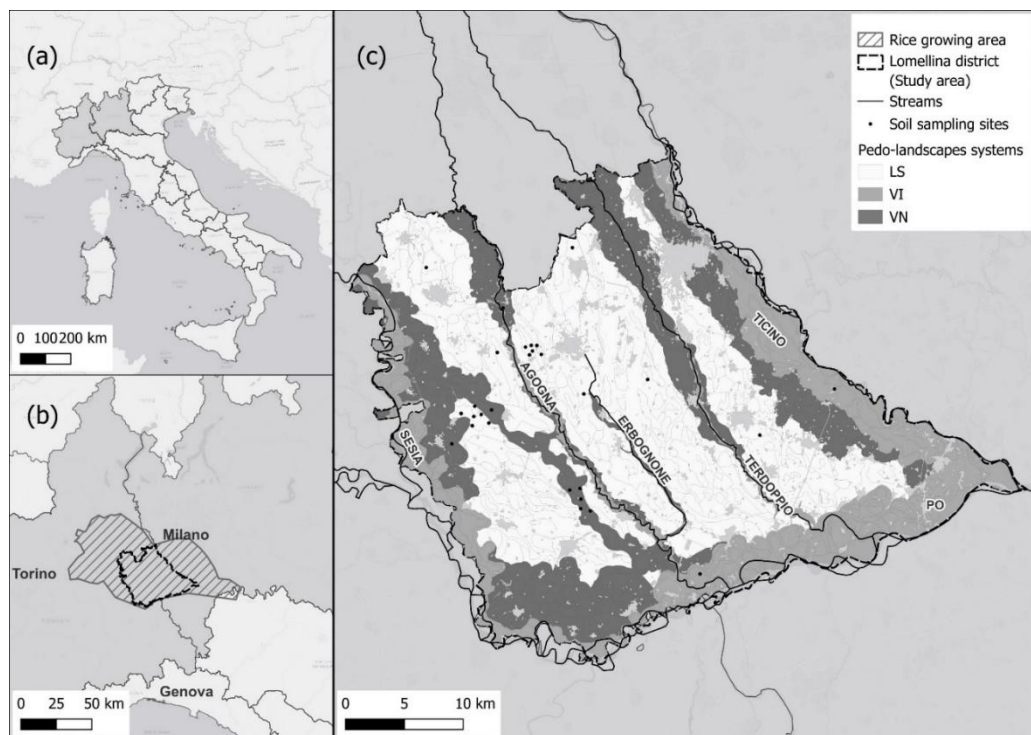 (a)
0 100200 km
(b)
Milano
Torino
Genova
0 25 50 km
(c)
Rice growing area
Lomellina district
(Study area)
Streams
Soil sampling sites
Pedo-landscapes systems
LS
VI
VN
TICINO
AGOGNA
ERBOGNONE
SESIA
TERDOPPIO
PO
0 5 10 km